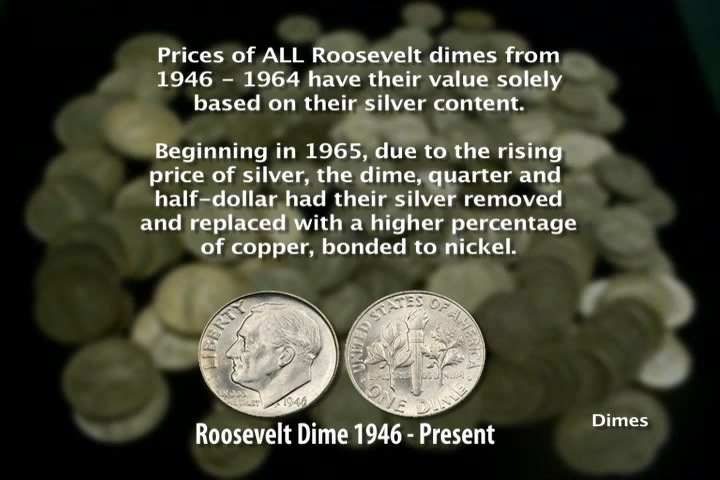 Prices of ALL Roosevelt dimes from
1946 - 1964 have their value solely
based on their silver content.
Beginning in 1965, due to the rising
price of silver, the dime, quarter and
half-dollar had their silver removed
and replaced with a higher percentage
of copper, bonded to nickel.
LIBERTY
1946
UNITED STATES OF AMERICA
ONE DIME
Roosevelt Dime 1946 - Present
Dimes